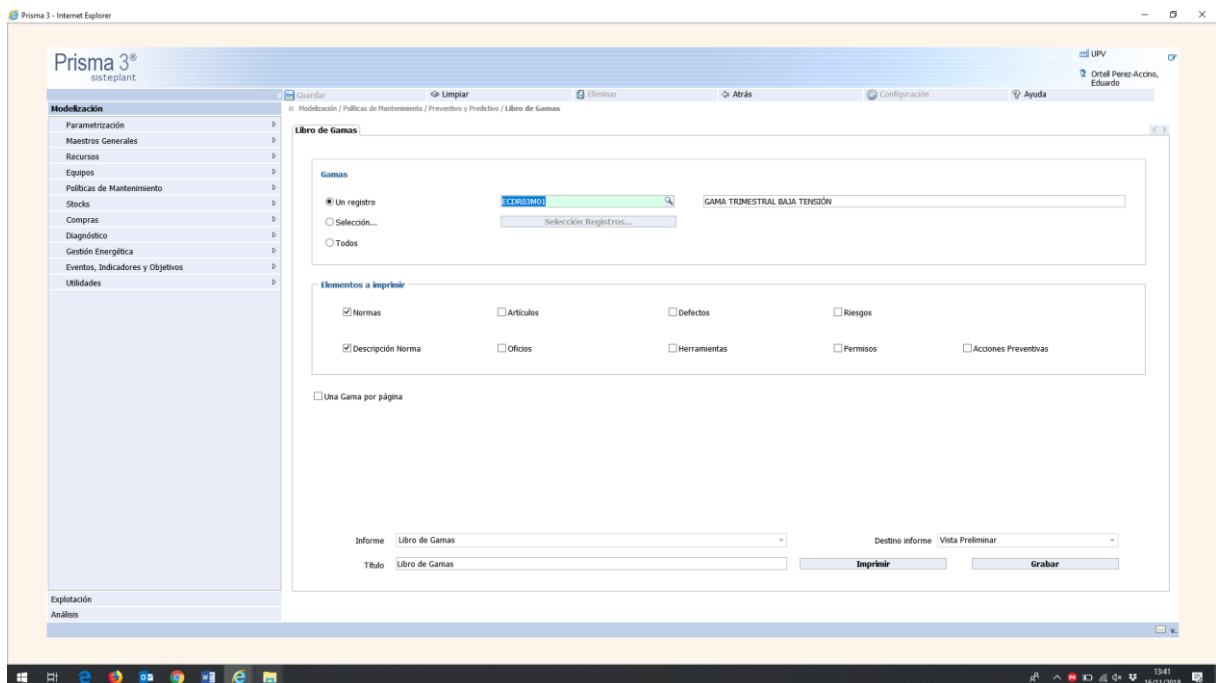 Prisma 3 - Internet Explorer
Prisma 3®
sisteplant
UPV
Ortell Perez-Accino,
Eduardo
Guardar Limpiar Eliminar Atrás Configuración Ayuda
Modelización
Modelización / Políticas de Mantenimiento / Preventivo y Predictivo / Libro de Gamas
Parametrización
Maestros Generales
Recursos
Equipos
Políticas de Mantenimiento
Stocks
Compras
Diagnóstico
Gestión Energética
Eventos, Indicadores y Objetivos
Utilidades
Libro de Gamas
Gamas
Un registro ECDR03M01 GAMA TRIMESTRAL BAJA TENSIÓN
Selección... Selección Registros...
Todos
Elementos a imprimir
Normas Artículos Defectos Riesgos
Descripción Norma Oficios Herramientas Permisos Acciones Preventivas
Una Gama por página
Informe Libro de Gamas Destino informe Vista Preliminar
Título Libro de Gamas Imprimir Grabar
Explotación
Análisis
v.
13:41
16/11/2018